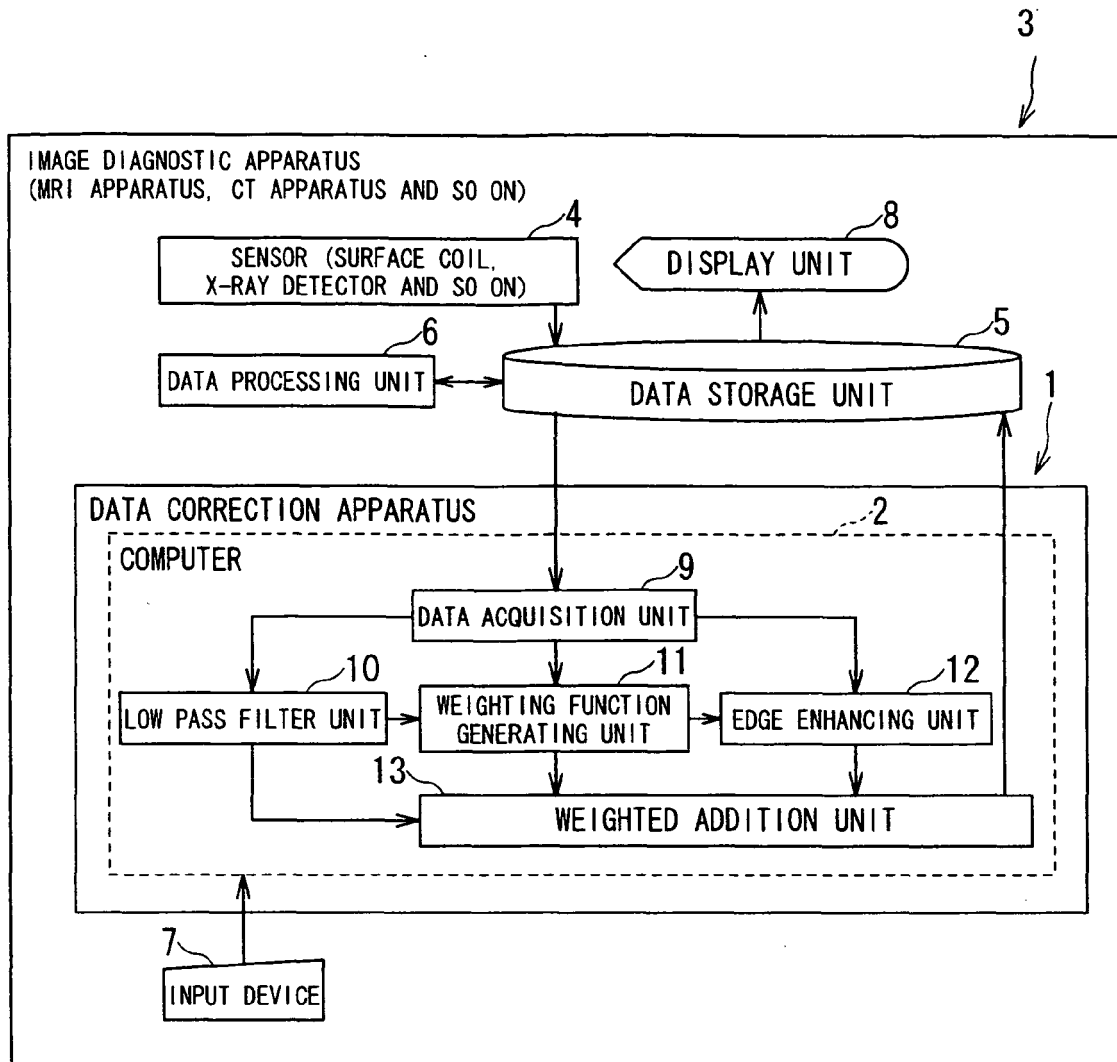 3
IMAGE DIAGNOSTIC APPARATUS
(MRI APPARATUS, CT APPARATUS AND SO ON)
4
8
SENSOR (SURFACE COIL,
X-RAY DETECTOR AND SO ON)
DISPLAY UNIT
6
5
DATA PROCESSING UNIT
DATA STORAGE UNIT
1
DATA CORRECTION APPARATUS
2
COMPUTER
9
DATA ACQUISITION UNIT
10
11
12
LOW PASS FILTER UNIT
WEIGHTING FUNCTION
GENERATING UNIT
EDGE ENHANCING UNIT
13
WEIGHTED ADDITION UNIT
7
INPUT DEVICE